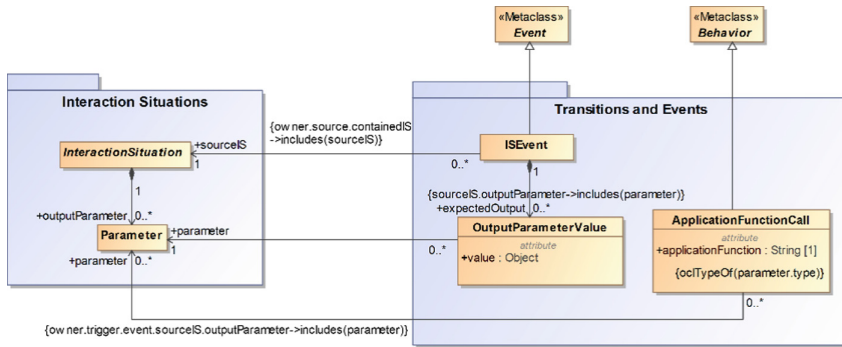 «Metaclass»
Event
«Metaclass»
Behavior
Interaction Situations
Transitions and Events
{owner.source.containedIS
->includes(sourceIS)}
InteractionSituation
+sourceIS
1
0..*
ISEvent
1
1
{sourceIS.outputParameter->includes(parameter)}
+outputParameter
0..*
+expectedOutput
0..*
Parameter
+parameter
1
0..*
OutputParameterValue
attribute
+value : Object
ApplicationFunctionCall
attribute
+applicationFunction : String [1]
{oclTypeOf(parameter.type)}
+parameter
0..*
0..*
{owner.trigger.event.sourceIS.outputParameter->includes(parameter)}